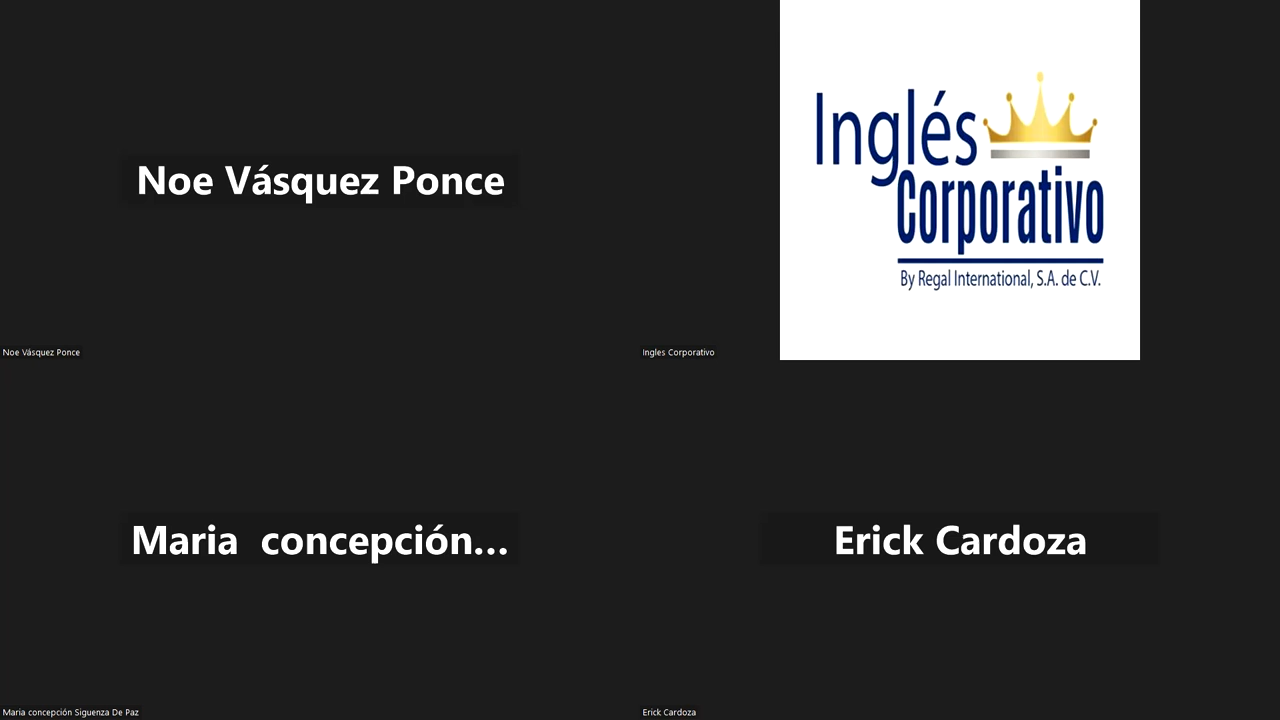 Noe Vásquez Ponce
Noe Vásquez Ponce
Inglés
Corporativo
By Regal International, S.A. de C.V.
Ingles Corporativo
Maria concepción...
Maria concepción Siguenza De Paz
Erick Cardoza
Erick Cardoza